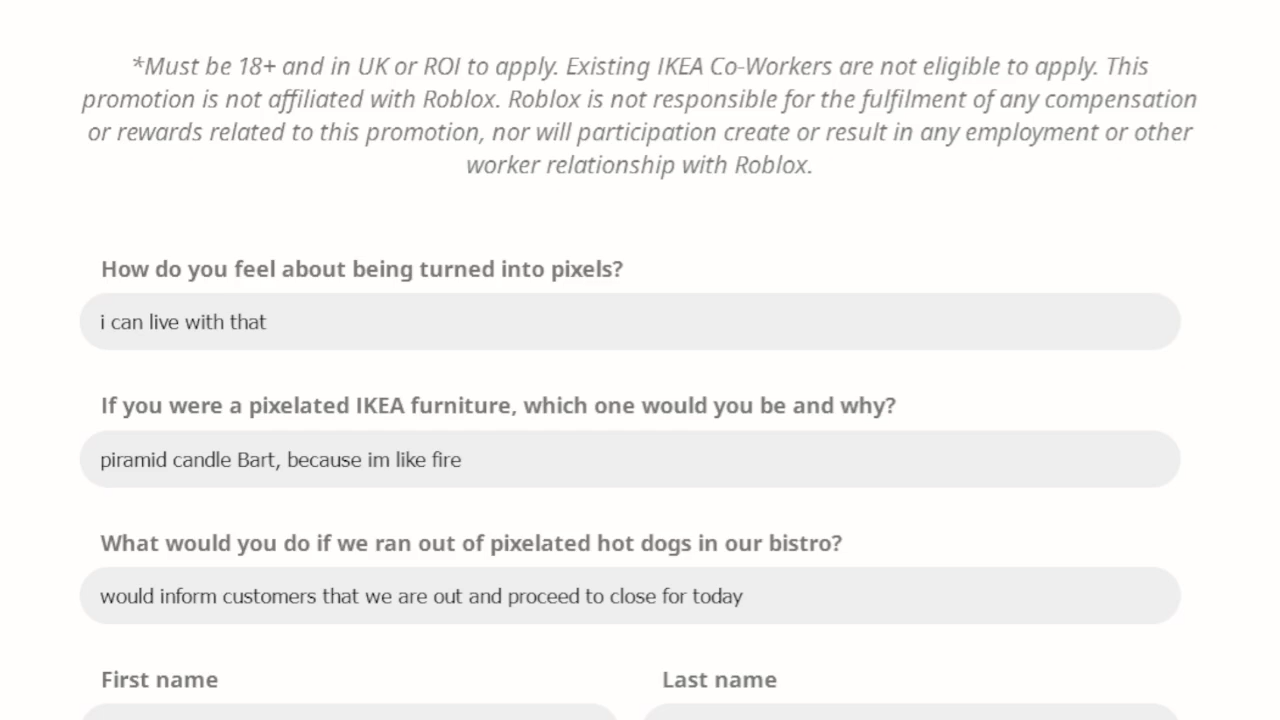 *Must be 18+ and in UK or ROI to apply. Existing IKEA Co-Workers are not eligible to apply. This
promotion is not affiliated with Roblox. Roblox is not responsible for the fulfilment of any compensation
or rewards related to this promotion, nor will participation create or result in any employment or other
worker relationship with Roblox.
How do you feel about being turned into pixels?
i can live with that
If you were a pixelated IKEA furniture, which one would you be and why?
piramid candle Bart, because im like fire
What would you do if we ran out of pixelated hot dogs in our bistro?
would inform customers that we are out and proceed to close for today
First name Last name